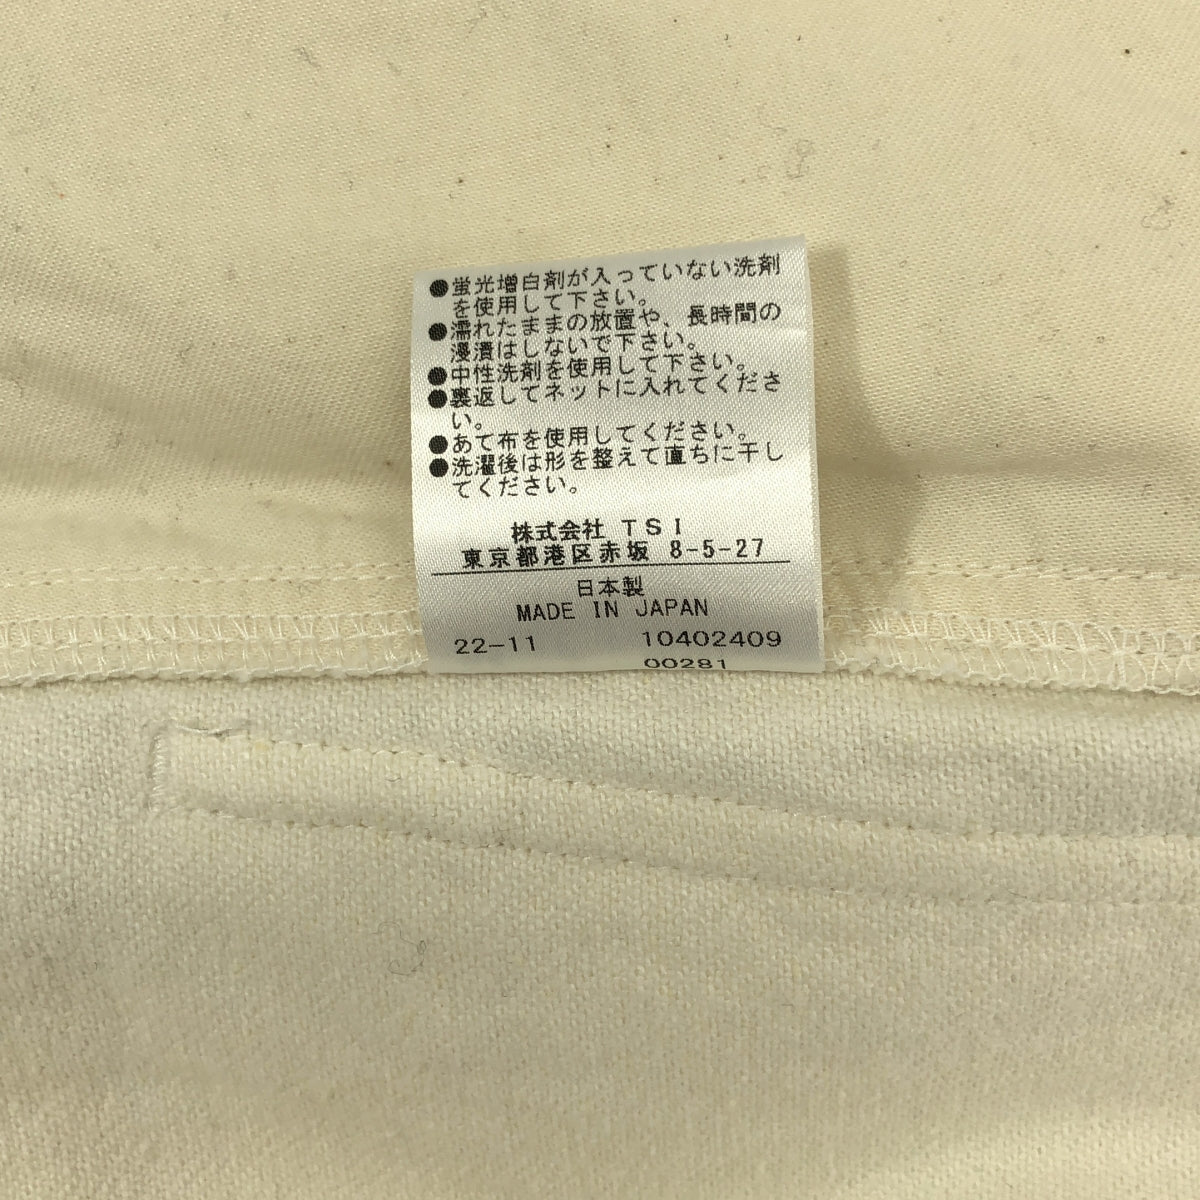 ●蛍光増白剤が入っていない洗剤
を使用して下さい。
●濡れたままの放置や、長時間の
浸漬はしないで下さい。
●中性洗剤を使用して下さい。
●裏返してネットに入れてくださ
い。
●あて布を使用してください。
●洗濯後は形を整えて直ちに干し
てください。
株式会社 TSI
東京都港区赤坂 8-5-27
日本製
MADE IN JAPAN
22-11 10402409
00281